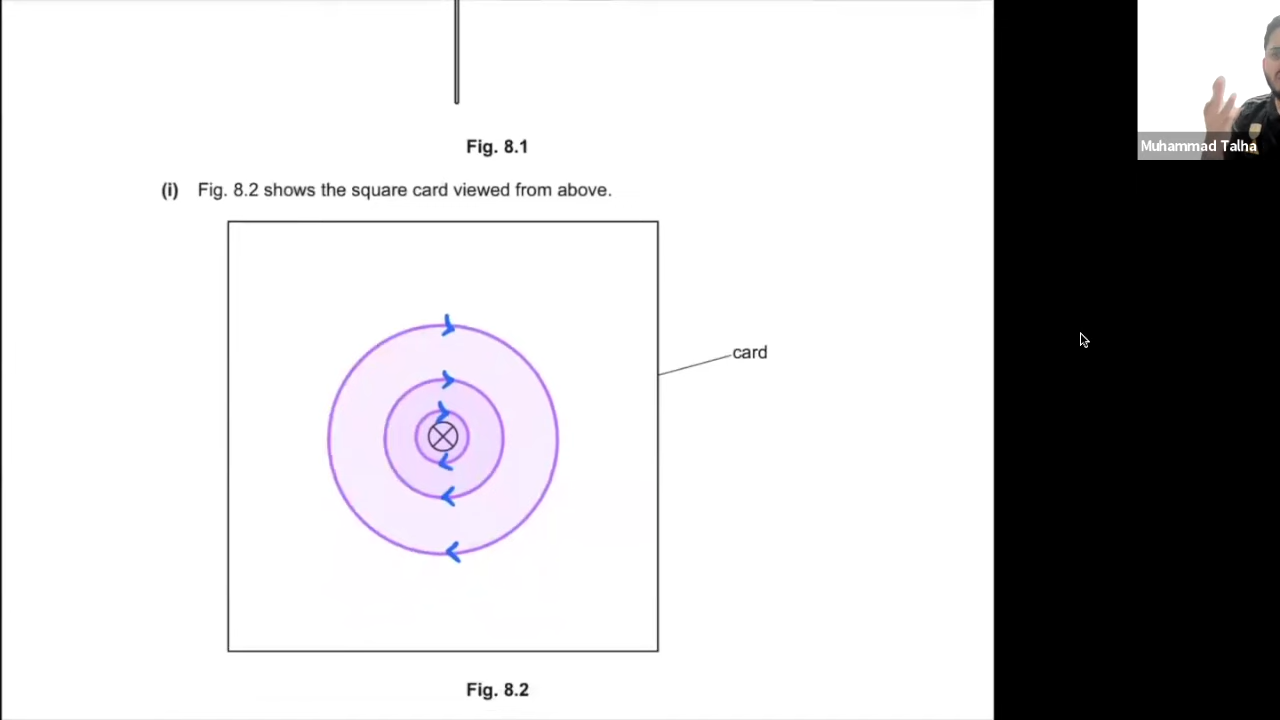 Fig. 8.1
Muhammad Talha
(i) Fig. 8.2 shows the square card viewed from above.
card
Fig. 8.2